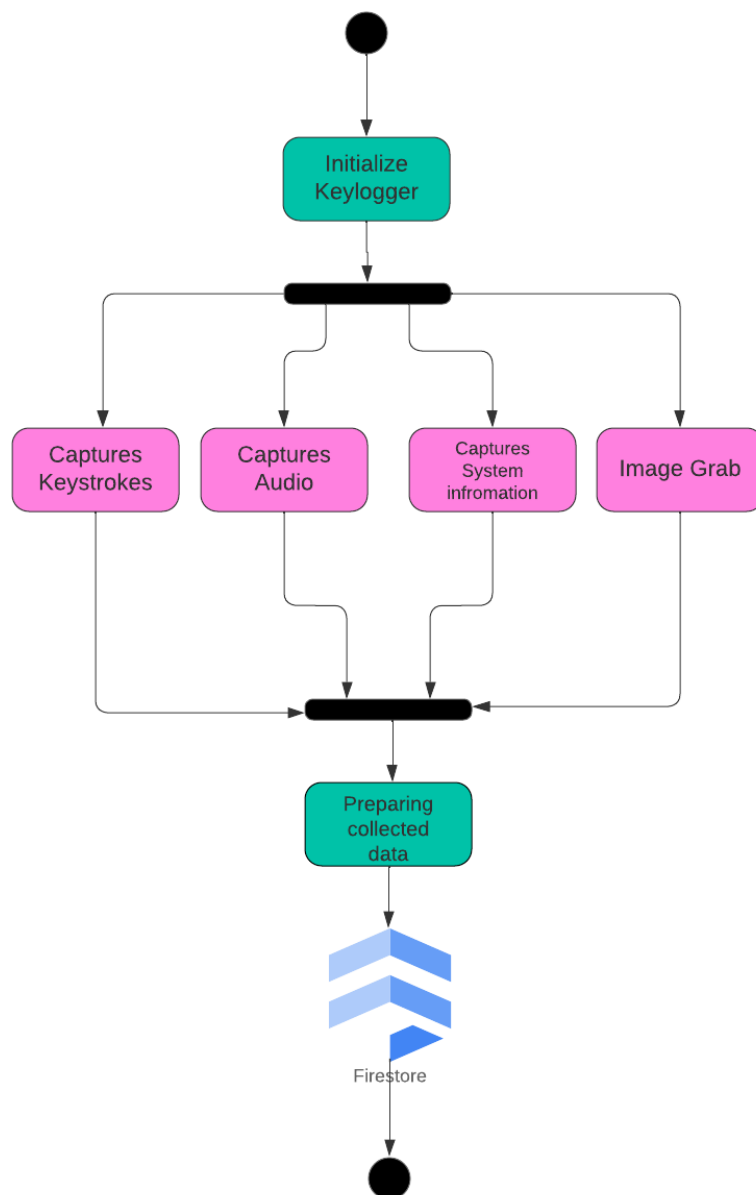 Initialize
Keylogger
Captures
Keystrokes
Captures
Audio
Captures
System
infromation
Image Grab
Preparing
collected
data
Firestore